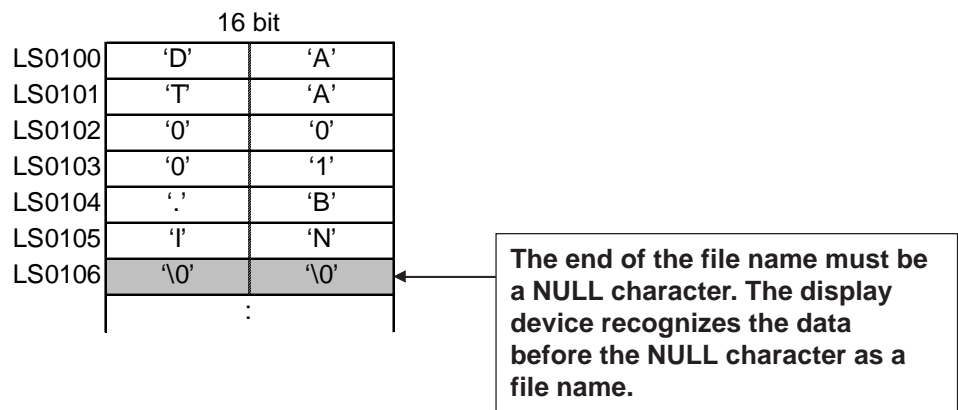 16 bit
LS0100 ‘D’ ‘A’
LS0101 ‘T’ ‘A’
LS0102 ‘0’ ‘0’
LS0103 ‘0’ ‘1’
LS0104 ‘.’ ‘B’
LS0105 ‘I’ ‘N’
LS0106 ‘\0’ ‘\0’
:
The end of the file name must be
a NULL character. The display
device recognizes the data
before the NULL character as a
file name.